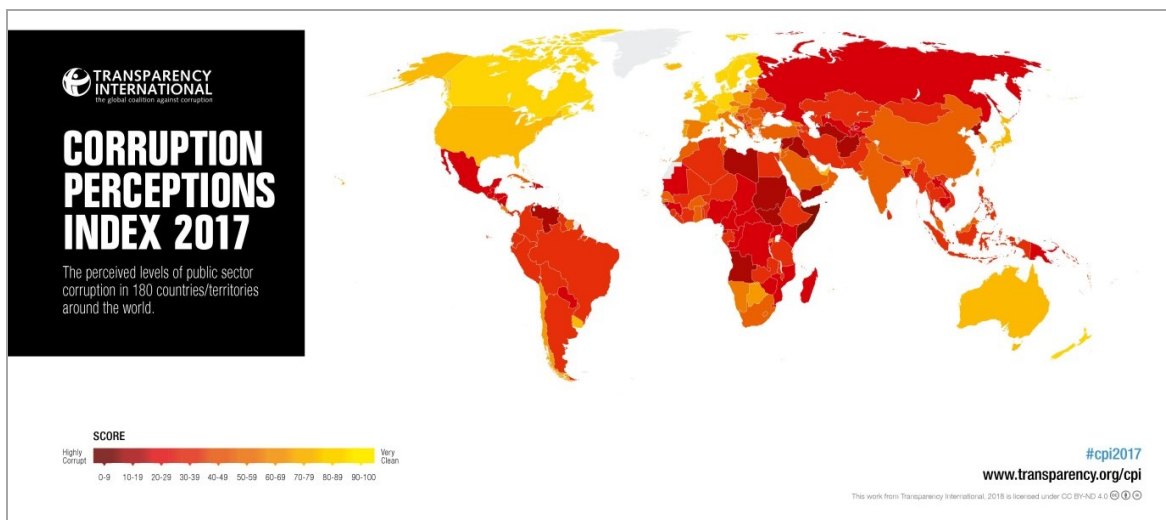 TRANSPARENCY
INTERNATIONAL
the global coalition against corruption
CORRUPTION
PERCEPTIONS
INDEX 2017
The perceived levels of public sector
corruption in 180 countries/territories
around the world.
SCORE
Highly
Corrupt
Very
Clean
0-9 10-19 20-29 30-39 40-49 50-59 60-69 70-79 80-89 90-100
#cpi2017
www.transparency.org/cpi
This work from Transparency International, 2018 is licensed under CC BY-ND 4.0